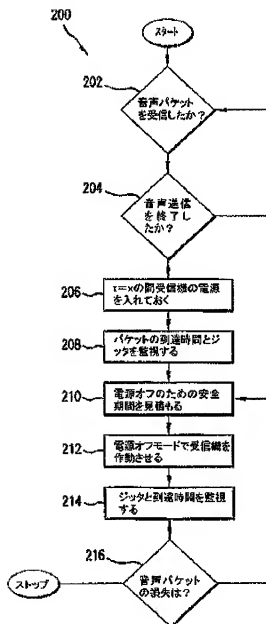 200
スタート
202
音声パケット
を受信したか?
204
音声送信
を終了し
たか?
206
t=xの間受信機の電源
を入れておく
208
パケットの到達時間とジ
ッタを監視する
210
電源オフのための安全
期間を見積もる
212
電源オフモードで受信機を
作動させる
214
ジッタと到達時間を監視
する
216
音声パケット
の損失は?
ストップ